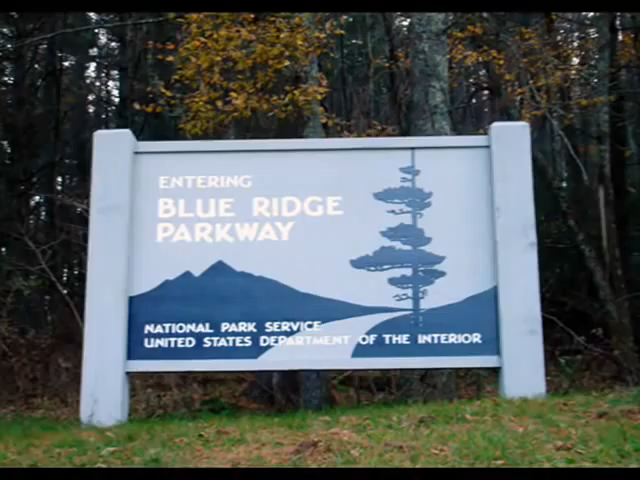 ENTERING
BLUE RIDGE
PARKWAY
NATIONAL PARK SERVICE
UNITED STATES DEPARTMENT OF THE INTERIOR